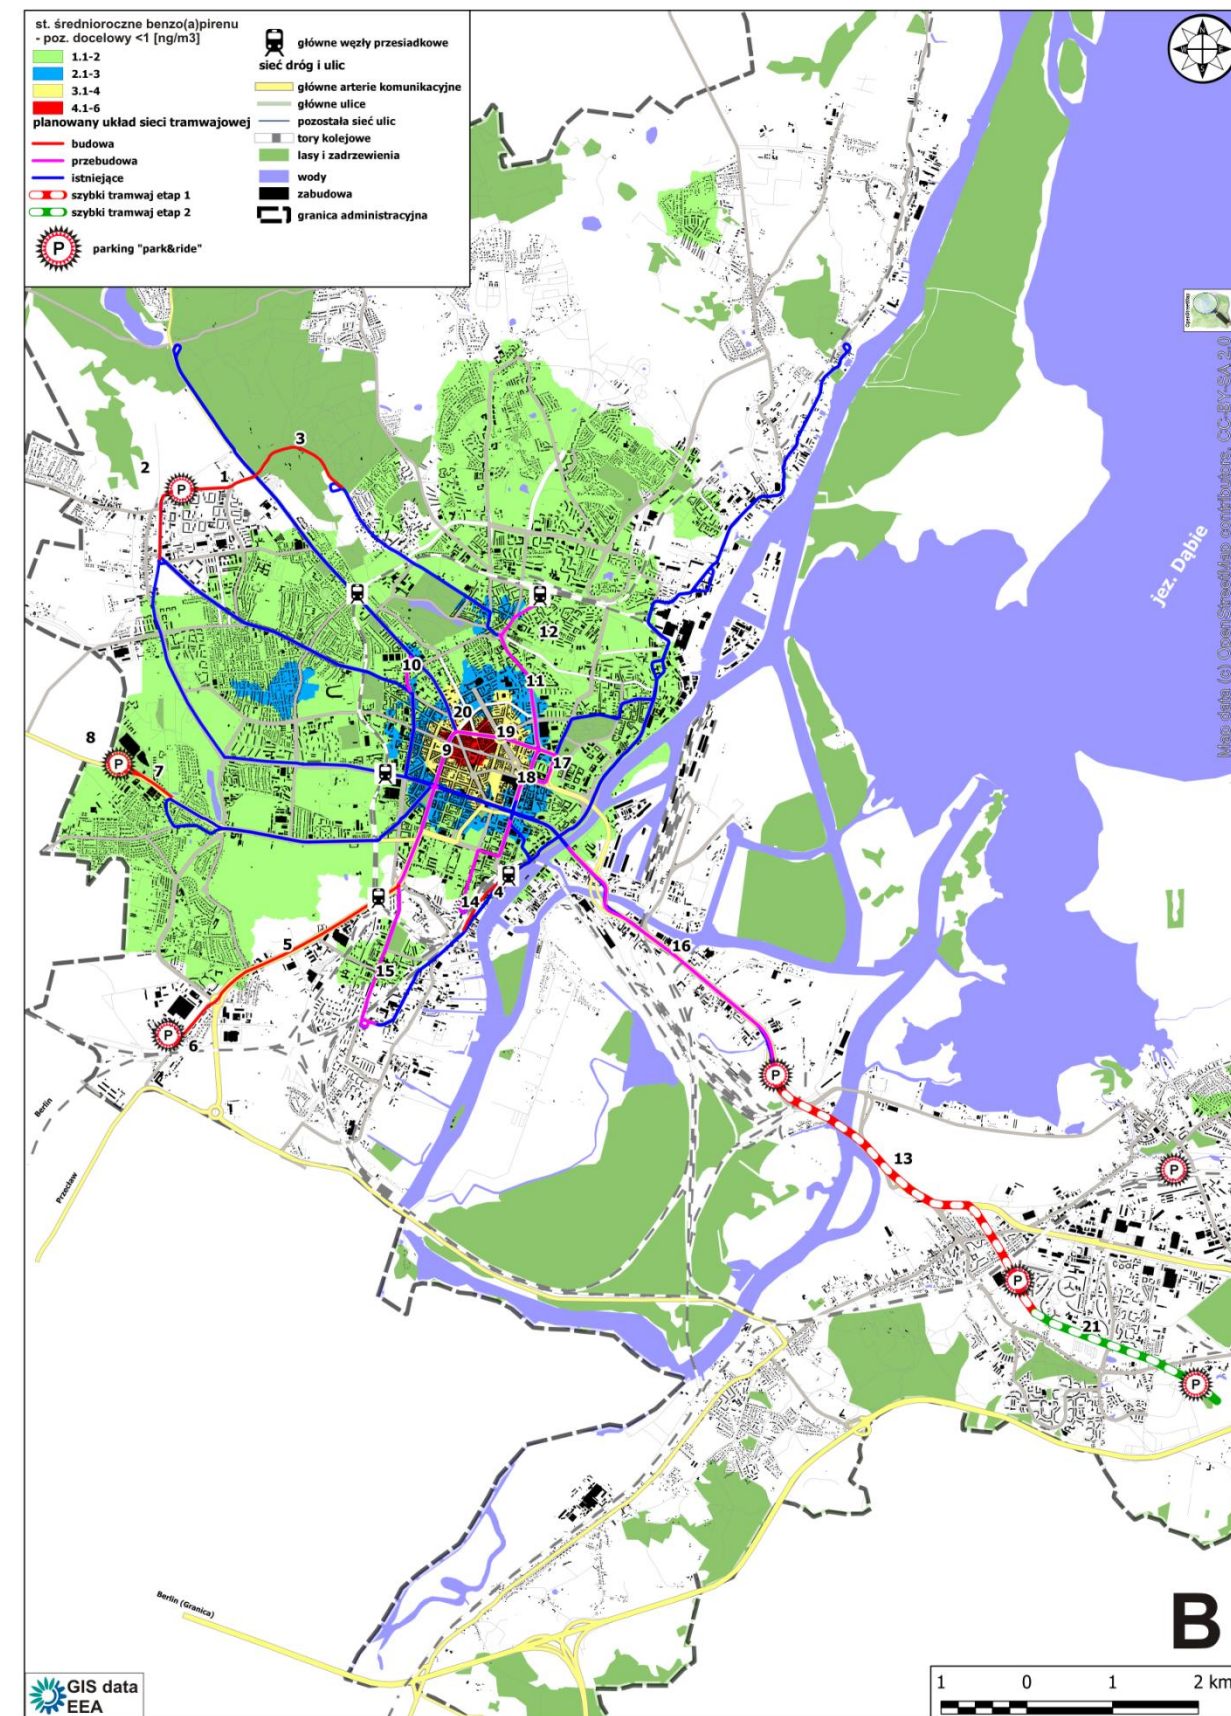 st. średnioroczne benzo(a)pirenu
- poz. docelowy <1 [ng/m3]
1.1-2
2.1-3
3.1-4
4.1-6
planowany układ sieci tramwajowej
budowa
przebudowa
istniejące
szybki tramwaj etap 1
szybki tramwaj etap 2
P
parking "park&ride"
główne węzły przesiadkowe
sieć dróg i ulic
główne arterie komunikacyjne
główne ulice
pozostała sieć ulic
tory kolejowe
lasy i zadrzewienia
wody
zabudowa
granica administracyjna
Map data (c) OpenStreetMap contributors, CC-BY-SA 2.0
jez. Dąbie
3
2
1
P
12
10
11
20
19
9
17
18
8
P
7
4
14
5
15
16
P
6
P
13
P
P
21
P
Berlin
Przecław
Berlin (Granica)
B
GIS data
EEA
1 0 1 2 km